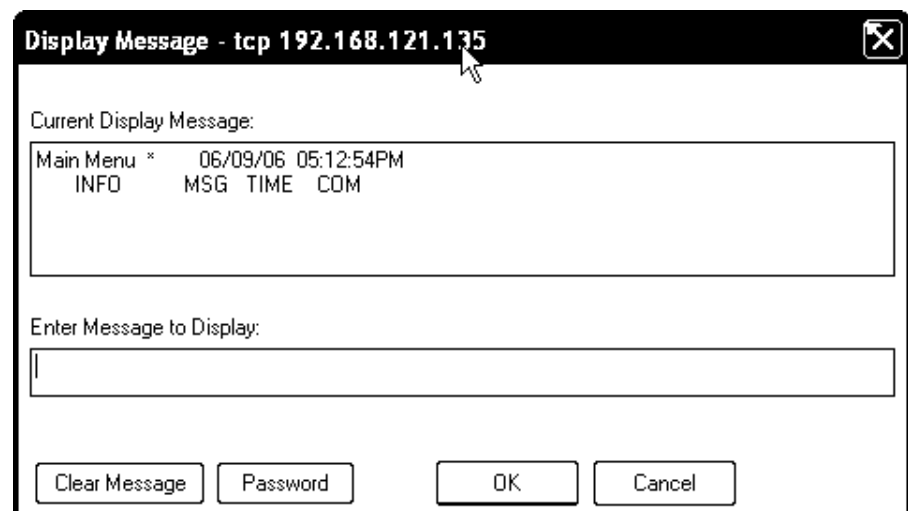 Display Message - tcp 192.168.121.135
Current Display Message:
Main Menu * 06/09/06 05:12:54PM
INFO MSG TIME COM
Enter Message to Display:
Clear Message Password OK Cancel